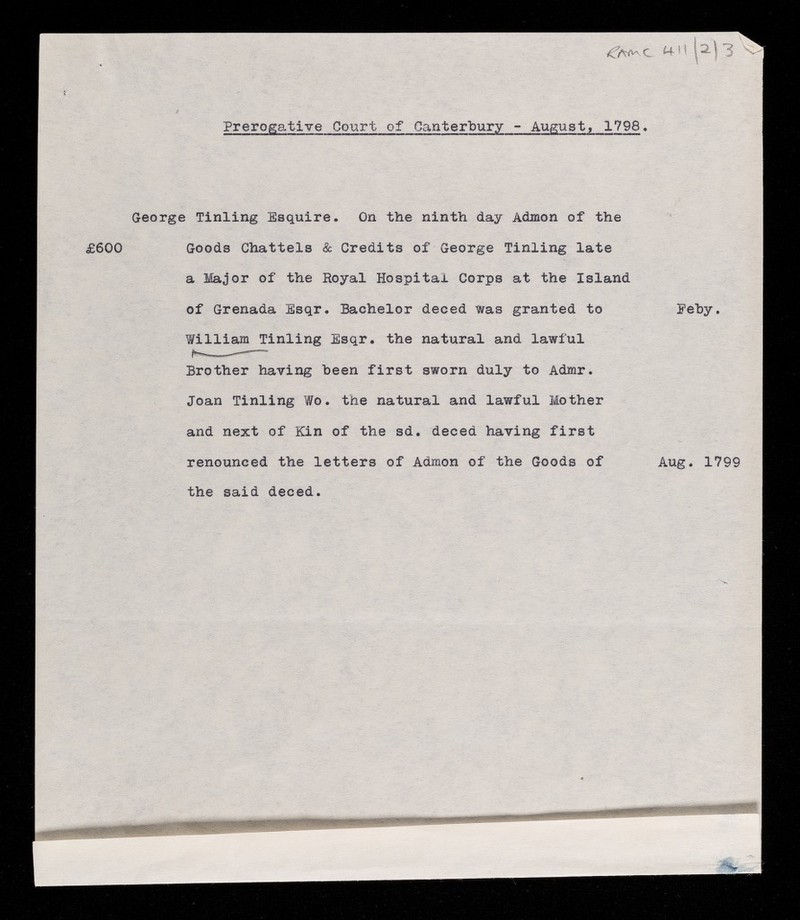 RAMC 411/2/3
Prerogative Court of Canterbury - August, 1798.
George Tinling Esquire. On the ninth day Admon of the
£600 Goods Chattels & Credits of George Tinling late
a Major of the Royal Hospital Corps at the Island
of Grenada Esqr. Bachelor deced was granted to Feby.
William Tinling Esqr. the natural and lawful
Brother having been first sworn duly to Admr.
Joan Tinling Wo. the natural and lawful Mother
and next of Kin of the sd. deced having first
renounced the letters of Admon of the Goods of Aug. 1799
the said deced.